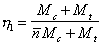 η₁ = (M_c + M_t) / (n̄ M_c + M_t)